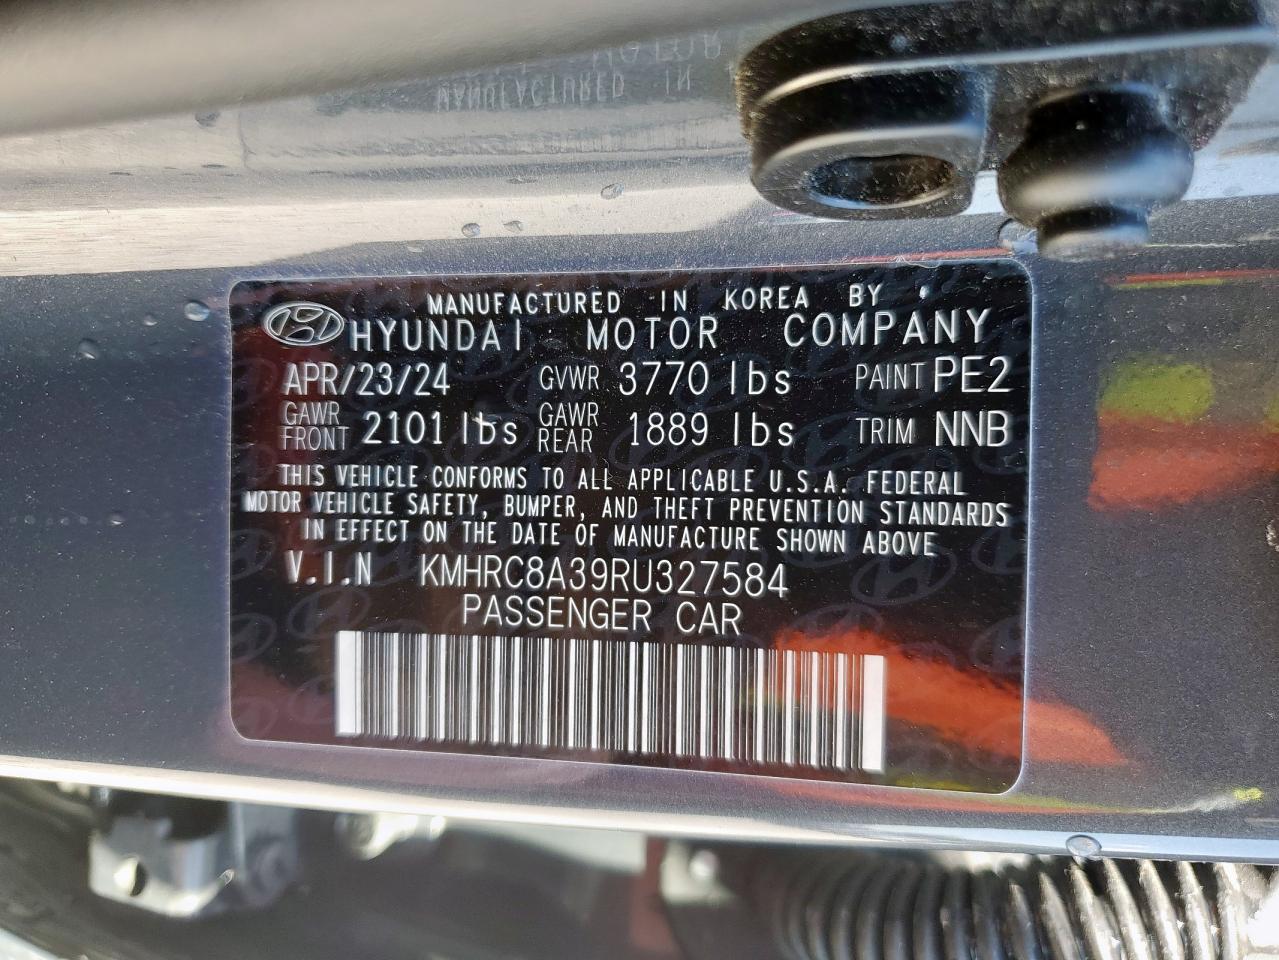 MANUFACTURED IN KOREA BY
HYUNDAI MOTOR COMPANY
APR/23/24 GVWR 3770 lbs PAINT PE2
GAWR FRONT 2101 lbs GAWR REAR 1889 lbs TRIM NNB
THIS VEHICLE CONFORMS TO ALL APPLICABLE U.S.A. FEDERAL
MOTOR VEHICLE SAFETY, BUMPER, AND THEFT PREVENTION STANDARDS
IN EFFECT ON THE DATE OF MANUFACTURE SHOWN ABOVE
V.I.N KMHRC8A39RU327584
PASSENGER CAR